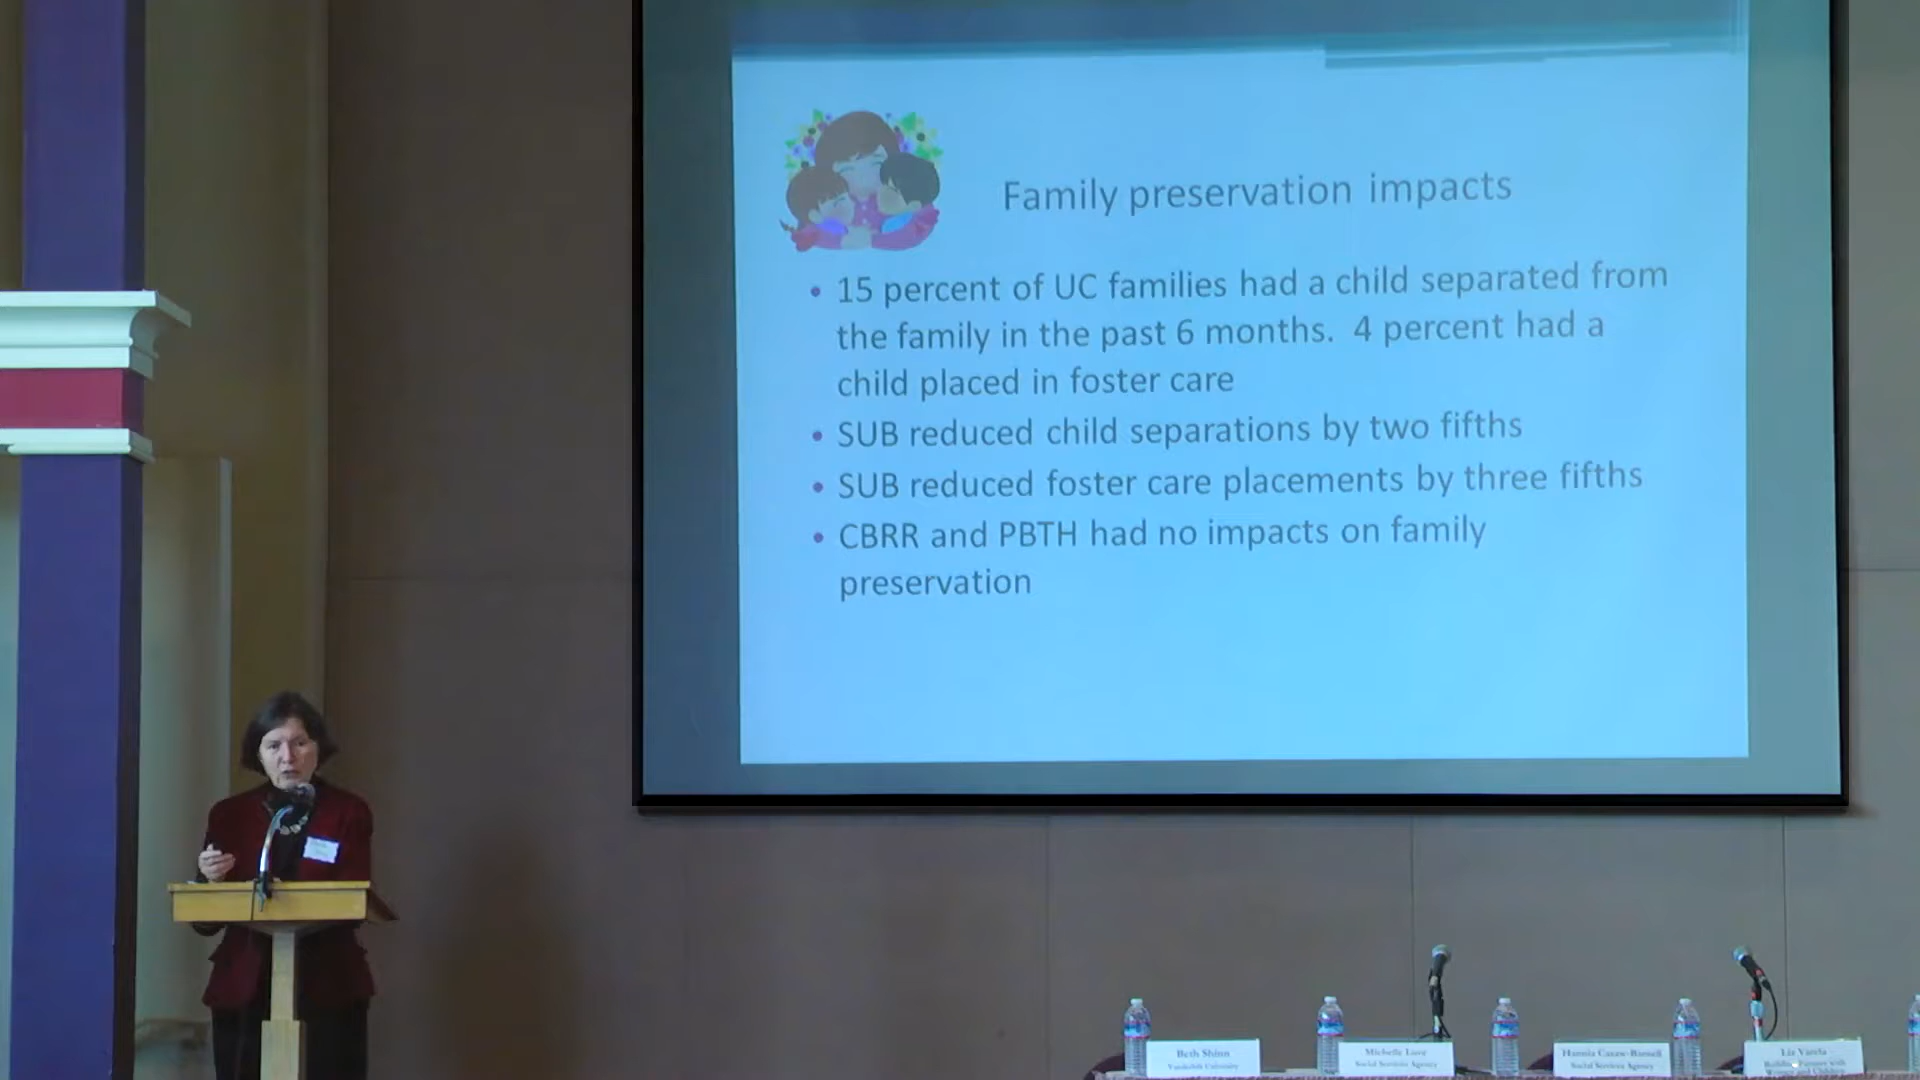 Family preservation impacts
• 15 percent of UC families had a child separated from
the family in the past 6 months. 4 percent had a
child placed in foster care
• SUB reduced child separations by two fifths
• SUB reduced foster care placements by three fifths
• CBRR and PBTH had no impacts on family
preservation
Beth Shinn
Vanderbilt University
Michelle Love
Social Services Agency
Social Services Agency
Liz Varela